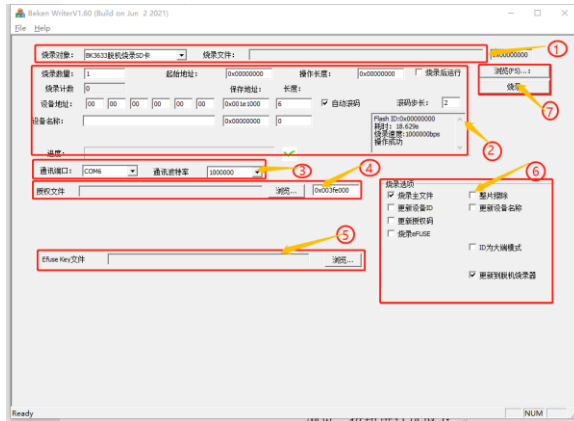 Beken WriterV1.60 (Build on Jun 2 2021)
File Help
烧录对象: BK3633脱机烧录SD卡 烧录文件: 0x00000000 ①
烧录数量: 1 起始地址: 0x00000000 操作长度: 0x00000000 烧录后运行 浏览(F5)...:
烧录计数 0 保存地址: 长度: 烧录
设备地址: 00 00 00 00 00 00 0x001e1000 6 自动滚码 滚码步长: 2 ⑦
设备名称: 0x00000000 0 Flash ID:0x00000000
耗时: 18.629s
烧录速度:1000000bps
操作成功
②
进度:
通讯端口: COM6 通讯波特率 1000000 ③ ④
授权文件 浏览... 0x003fe000
烧录选项 ⑥
烧录主文件 整片擦除
更新设备ID 更新设备名称
更新授权码
烧录eFUSE
ID为大端模式
更新到脱机烧录器
⑤
Efuse Key文件 浏览...
Ready NUM